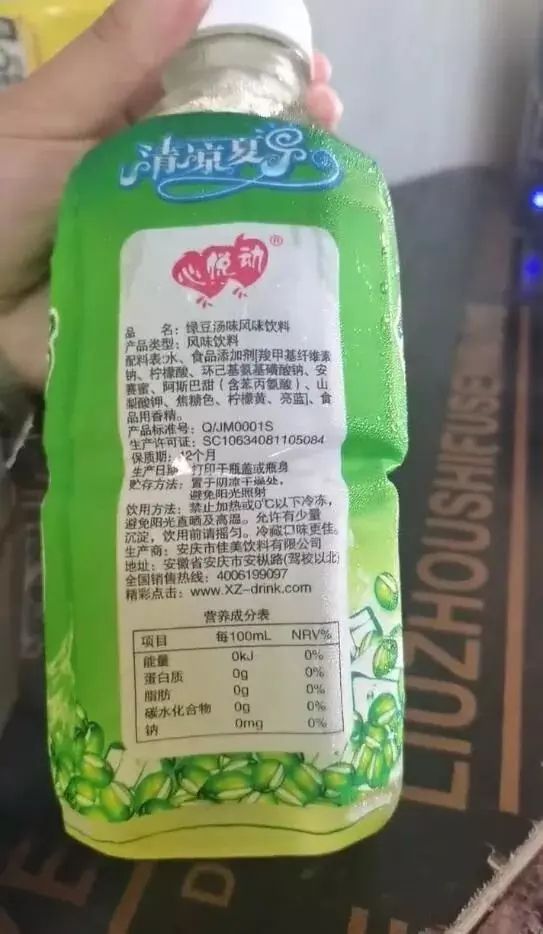 清凉夏录
心悦动®
品 名：绿豆汤味风味饮料
产品类型：风味饮料
配料表:水、食品添加剂[羧甲基纤维素
钠、柠檬酸、环己基氨基磺酸钠、安
赛蜜、阿斯巴甜（含苯丙氨酸）、山
梨酸钾、焦糖色、柠檬黄、亮蓝]、食
品用香精。
产品标准号：Q/JM0001S
生产许可证：SC10634081105084
保质期：12个月
生产日期：打印于瓶盖或瓶身
贮存方法：置于阴凉干燥处，
避免阳光照射
饮用方法：禁止加热或0℃以下冷冻，
避免阳光直晒及高温。允许有少量
沉淀，饮用前请摇匀。冷藏口味更佳。
生产商：安庆市佳美饮料有限公司
地址：安徽省安庆市安枞路(驾校以北)
全国销售热线：4006199097
精彩点击：www.XZ-drink.com
营养成分表
项目 每100mL NRV%
能量 0kJ 0%
蛋白质 0g 0%
脂肪 0g 0%
碳水化合物 0g 0%
钠 0mg 0%
LIUZHOUSHIFUSEN